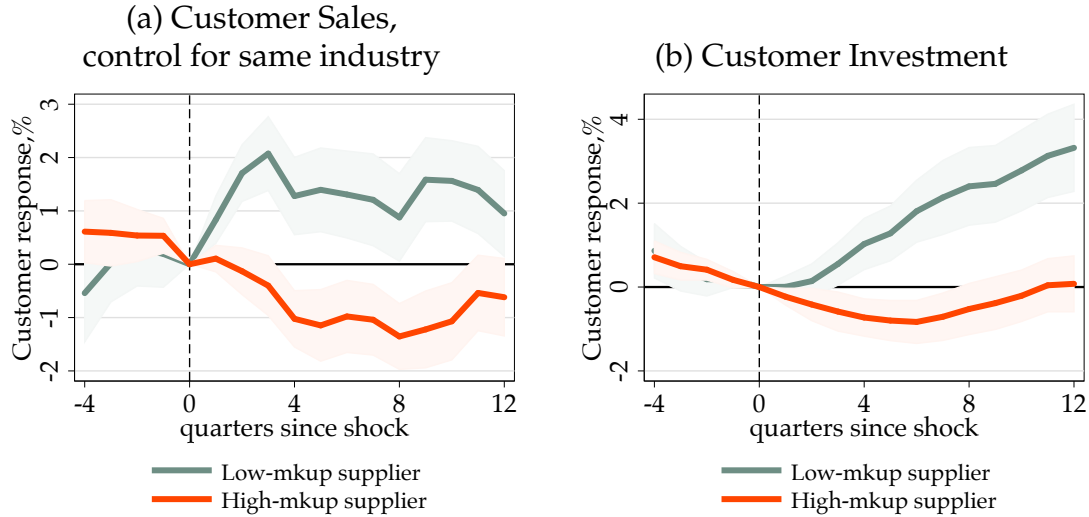 (a) Customer Sales,
control for same industry
Customer response,%
3
2
1
0
-1
-2
-4 0 4 8 12
quarters since shock
Low-mkup supplier
High-mkup supplier
(b) Customer Investment
Customer response,%
4
2
0
-2
-4 0 4 8 12
quarters since shock
Low-mkup supplier
High-mkup supplier